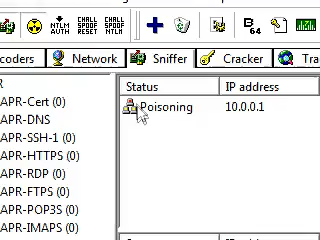 NTLM AUTH
CHALL SPOOF RESET
CHALL SPOOF NTLM
B 64
coders Network Sniffer Cracker Tra
R
APR-Cert (0)
APR-DNS
APR-SSH-1 (0)
APR-HTTPS (0)
APR-RDP (0)
APR-FTPS (0)
APR-POP3S (0)
APR-IMAPS (0)
Status IP address
Poisoning 10.0.0.1